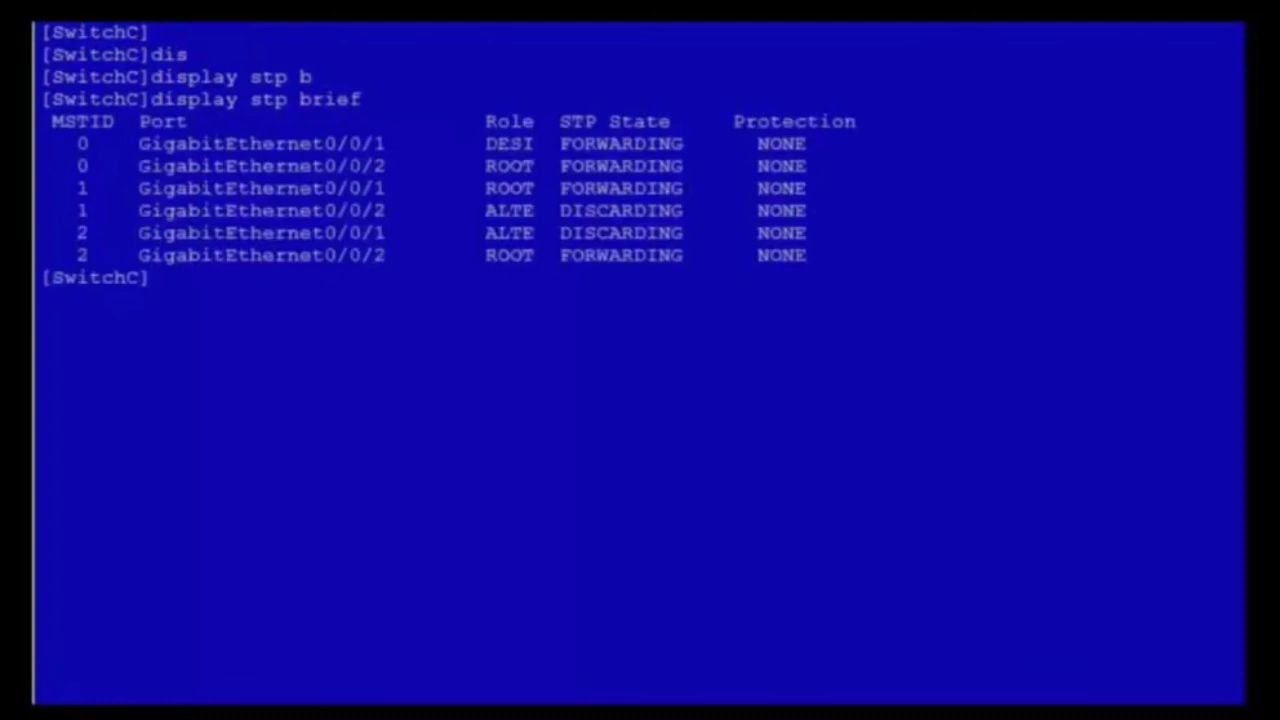 [SwitchC]
[SwitchC]dis
[SwitchC]display stp b
[SwitchC]display stp brief
MSTID Port Role STP State Protection
0 GigabitEthernet0/0/1 DESI FORWARDING NONE
0 GigabitEthernet0/0/2 ROOT FORWARDING NONE
1 GigabitEthernet0/0/1 ROOT FORWARDING NONE
1 GigabitEthernet0/0/2 ALTE DISCARDING NONE
2 GigabitEthernet0/0/1 ALTE DISCARDING NONE
2 GigabitEthernet0/0/2 ROOT FORWARDING NONE
[SwitchC]